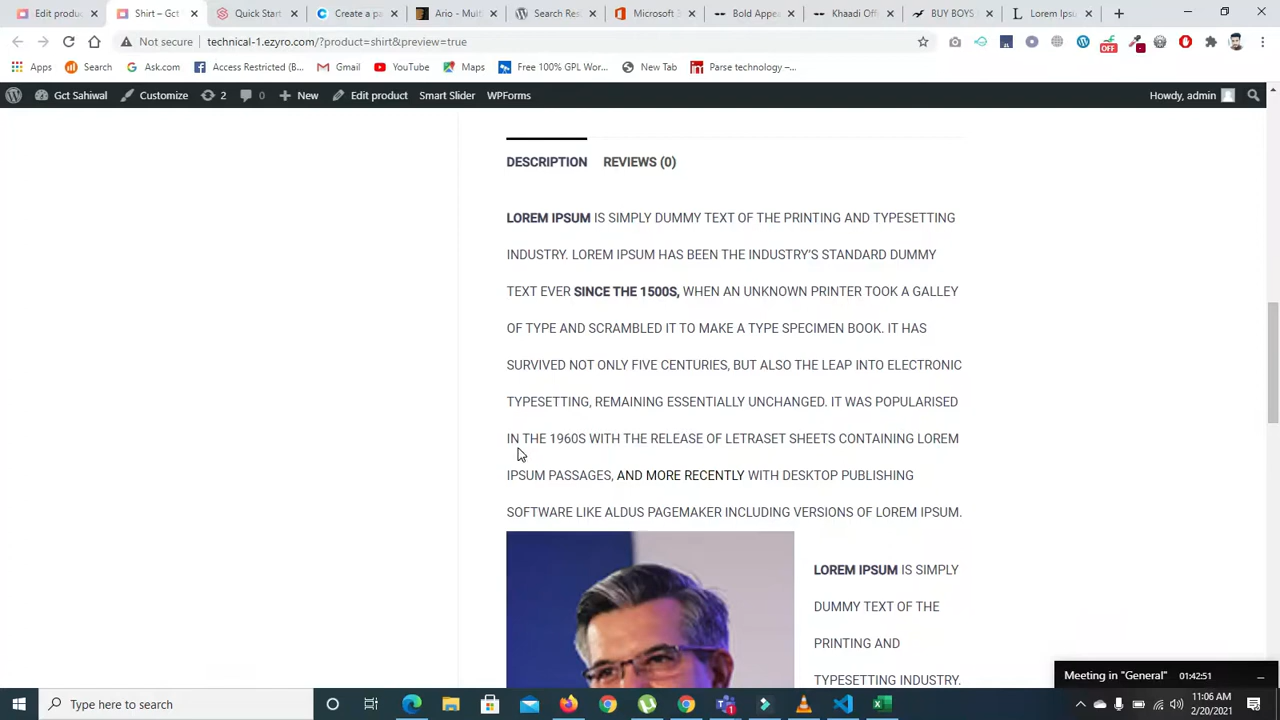 Edit produ
Shirt – Gct
Quick Start
Create a pa
Ario - Mult
Search Res
Microsoft 3
Bold Appe
Khaadi Off
BUY BOYS
Lorem Ipsu
Not secure
technical-1.ezyro.com/?product=shirt&preview=true
OFF
Apps
Search
Ask.com
Access Restricted (B...
Gmail
YouTube
Maps
Free 100% GPL Wor...
New Tab
Parse technology –...
Gct Sahiwal
Customize
2
0
New
Edit product
Smart Slider
WPForms
Howdy, admin
DESCRIPTION
REVIEWS (0)
LOREM IPSUM IS SIMPLY DUMMY TEXT OF THE PRINTING AND TYPESETTING
INDUSTRY. LOREM IPSUM HAS BEEN THE INDUSTRY'S STANDARD DUMMY
TEXT EVER SINCE THE 1500S, WHEN AN UNKNOWN PRINTER TOOK A GALLEY
OF TYPE AND SCRAMBLED IT TO MAKE A TYPE SPECIMEN BOOK. IT HAS
SURVIVED NOT ONLY FIVE CENTURIES, BUT ALSO THE LEAP INTO ELECTRONIC
TYPESETTING, REMAINING ESSENTIALLY UNCHANGED. IT WAS POPULARISED
IN THE 1960S WITH THE RELEASE OF LETRASET SHEETS CONTAINING LOREM
IPSUM PASSAGES, AND MORE RECENTLY WITH DESKTOP PUBLISHING
SOFTWARE LIKE ALDUS PAGEMAKER INCLUDING VERSIONS OF LOREM IPSUM.
LOREM IPSUM IS SIMPLY
DUMMY TEXT OF THE
PRINTING AND
TYPESETTING INDUSTRY.
Meeting in "General"
01:42:51
Type here to search
11:06 AM
2/20/2021